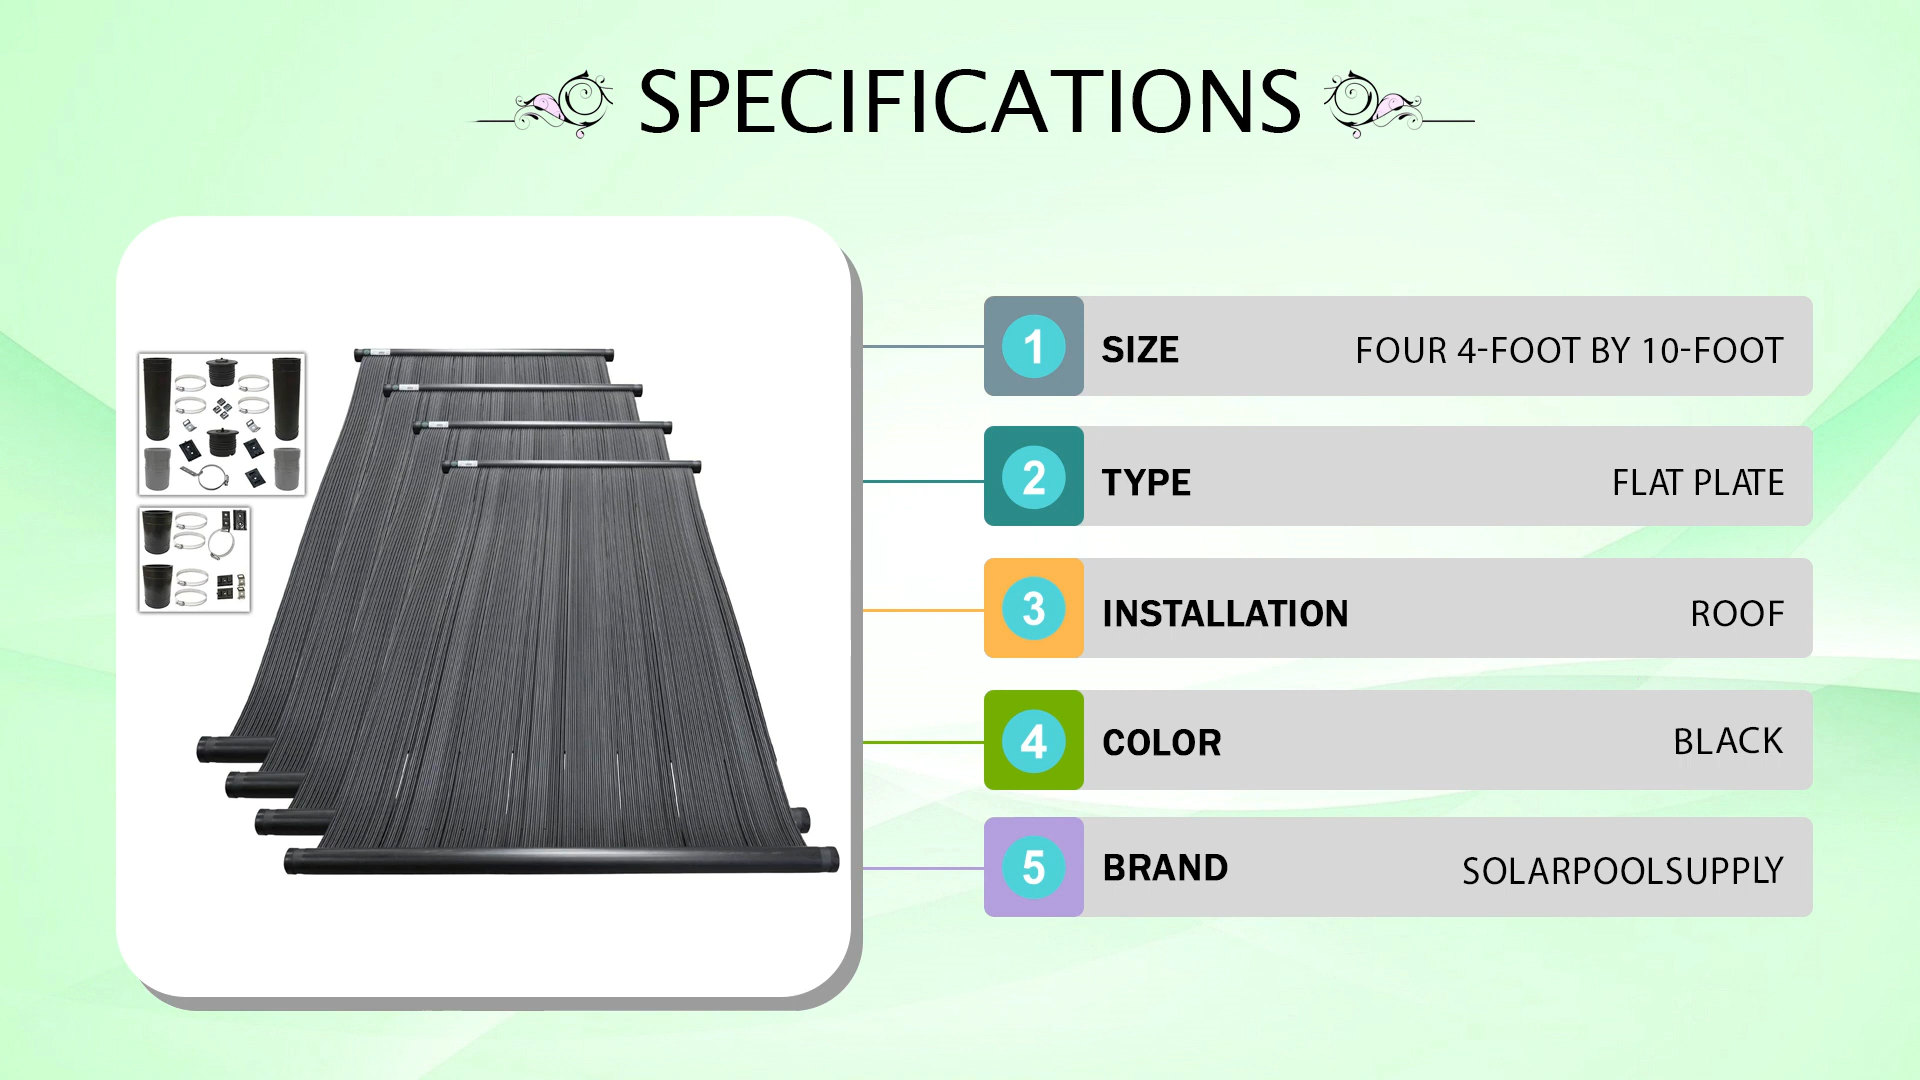 SPECIFICATIONS
1 SIZE FOUR 4-FOOT BY 10-FOOT
2 TYPE FLAT PLATE
3 INSTALLATION ROOF
4 COLOR BLACK
5 BRAND SOLARPOOLSUPPLY